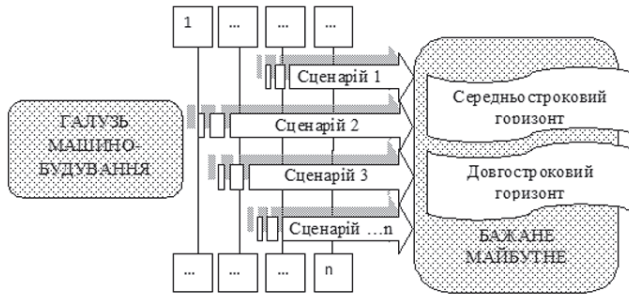 1 ... ... ...
Сценарій 1
Сценарій 2
Сценарій 3
Сценарій ...n
ГАЛУЗЬ
МАШИНО-
БУДУВАННЯ
Середньостроковий
горизонт
Довгостроковий
горизонт
БАЖАНЕ
МАЙБУТНЕ
... ... ... n